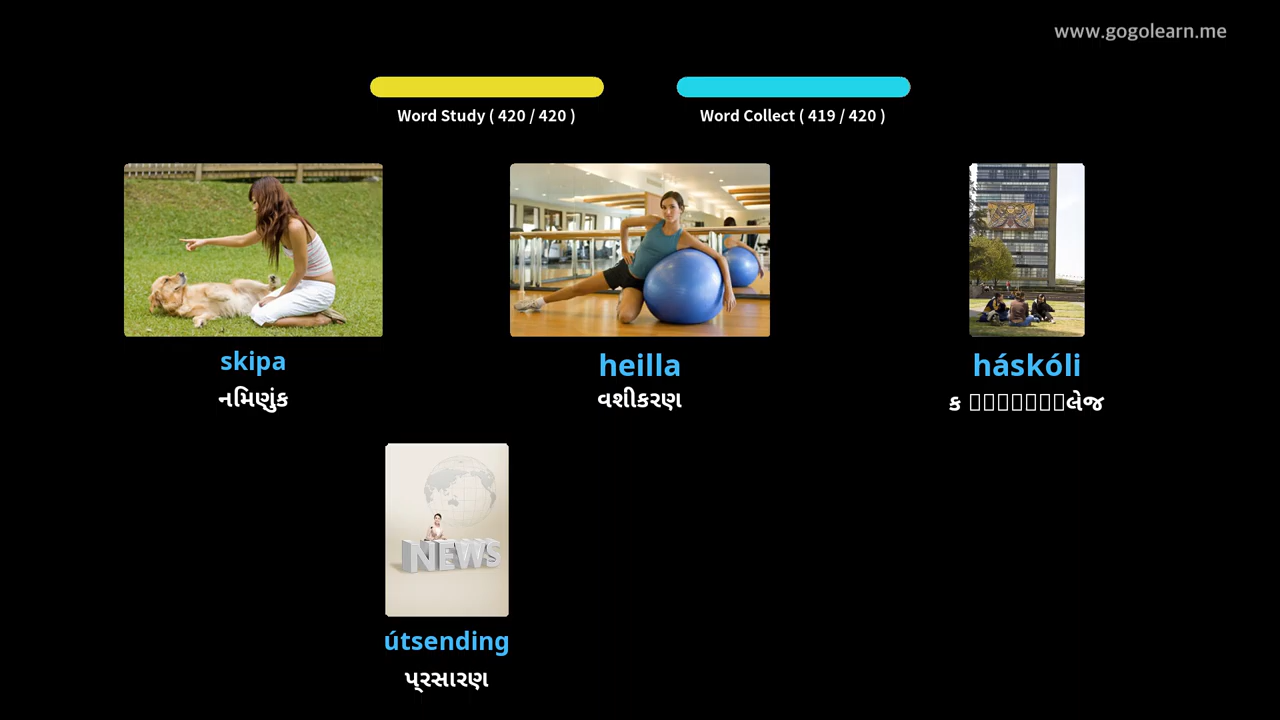 www.gogolearn.me
Word Study ( 420 / 420 )
Word Collect ( 419 / 420 )
skipa
નમિણુંક
heilla
વશીકરણ
háskóli
ક લેજ
NEWS
útsending
પ્રસારણ